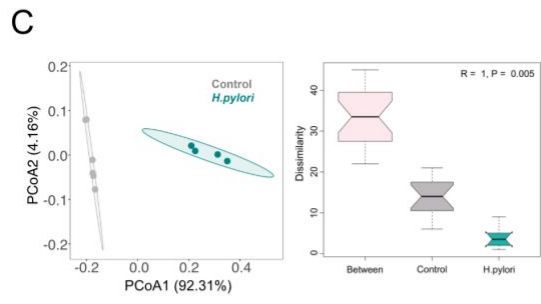 C
Control
H.pylori
0.2
0.1
0.0
-0.1
-0.2
PCoA2 (4.16%)
-0.2 0.0 0.2 0.4
PCoA1 (92.31%)
R = 1, P = 0.005
40
30
20
10
0
Dissimilarity
Between Control H.pylori